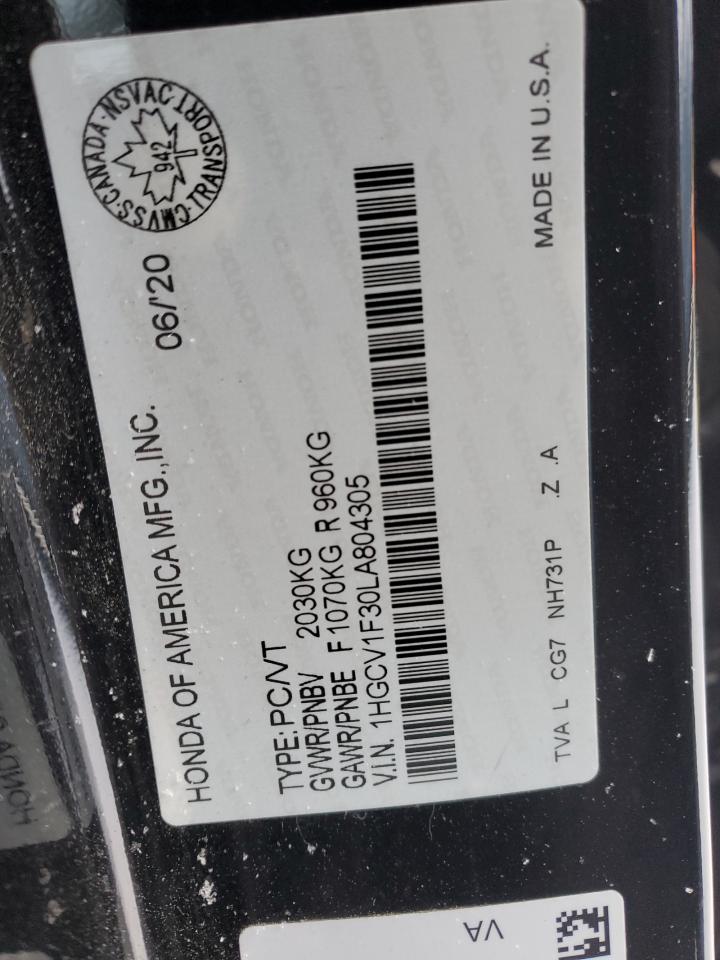 HONDA OF AMERICA MFG.,INC. 06/'20
CMVSS·CANADA·NSVAC·TRANSPORT·
942
TYPE:PC/VT
GVWR/PNBV 2030KG
GAWR/PNBE F 1070KG R 960KG
V.I.N. 1HGCV1F30LA804305
TVA L CG7 NH731P .Z .A MADE IN U.S.A.
VA